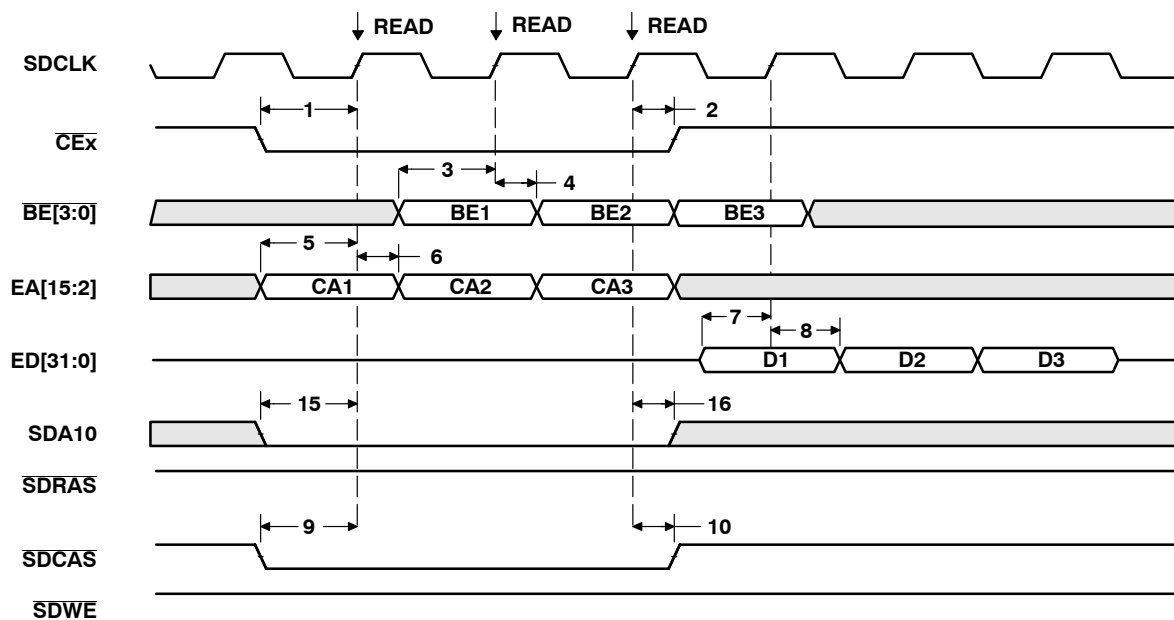 READ READ READ
SDCLK
1 2
CEx
3 4
BE[3:0] BE1 BE2 BE3
5 6
EA[15:2] CA1 CA2 CA3
7 8
ED[31:0] D1 D2 D3
15 16
SDA10
SDRAS
9 10
SDCAS
SDWE